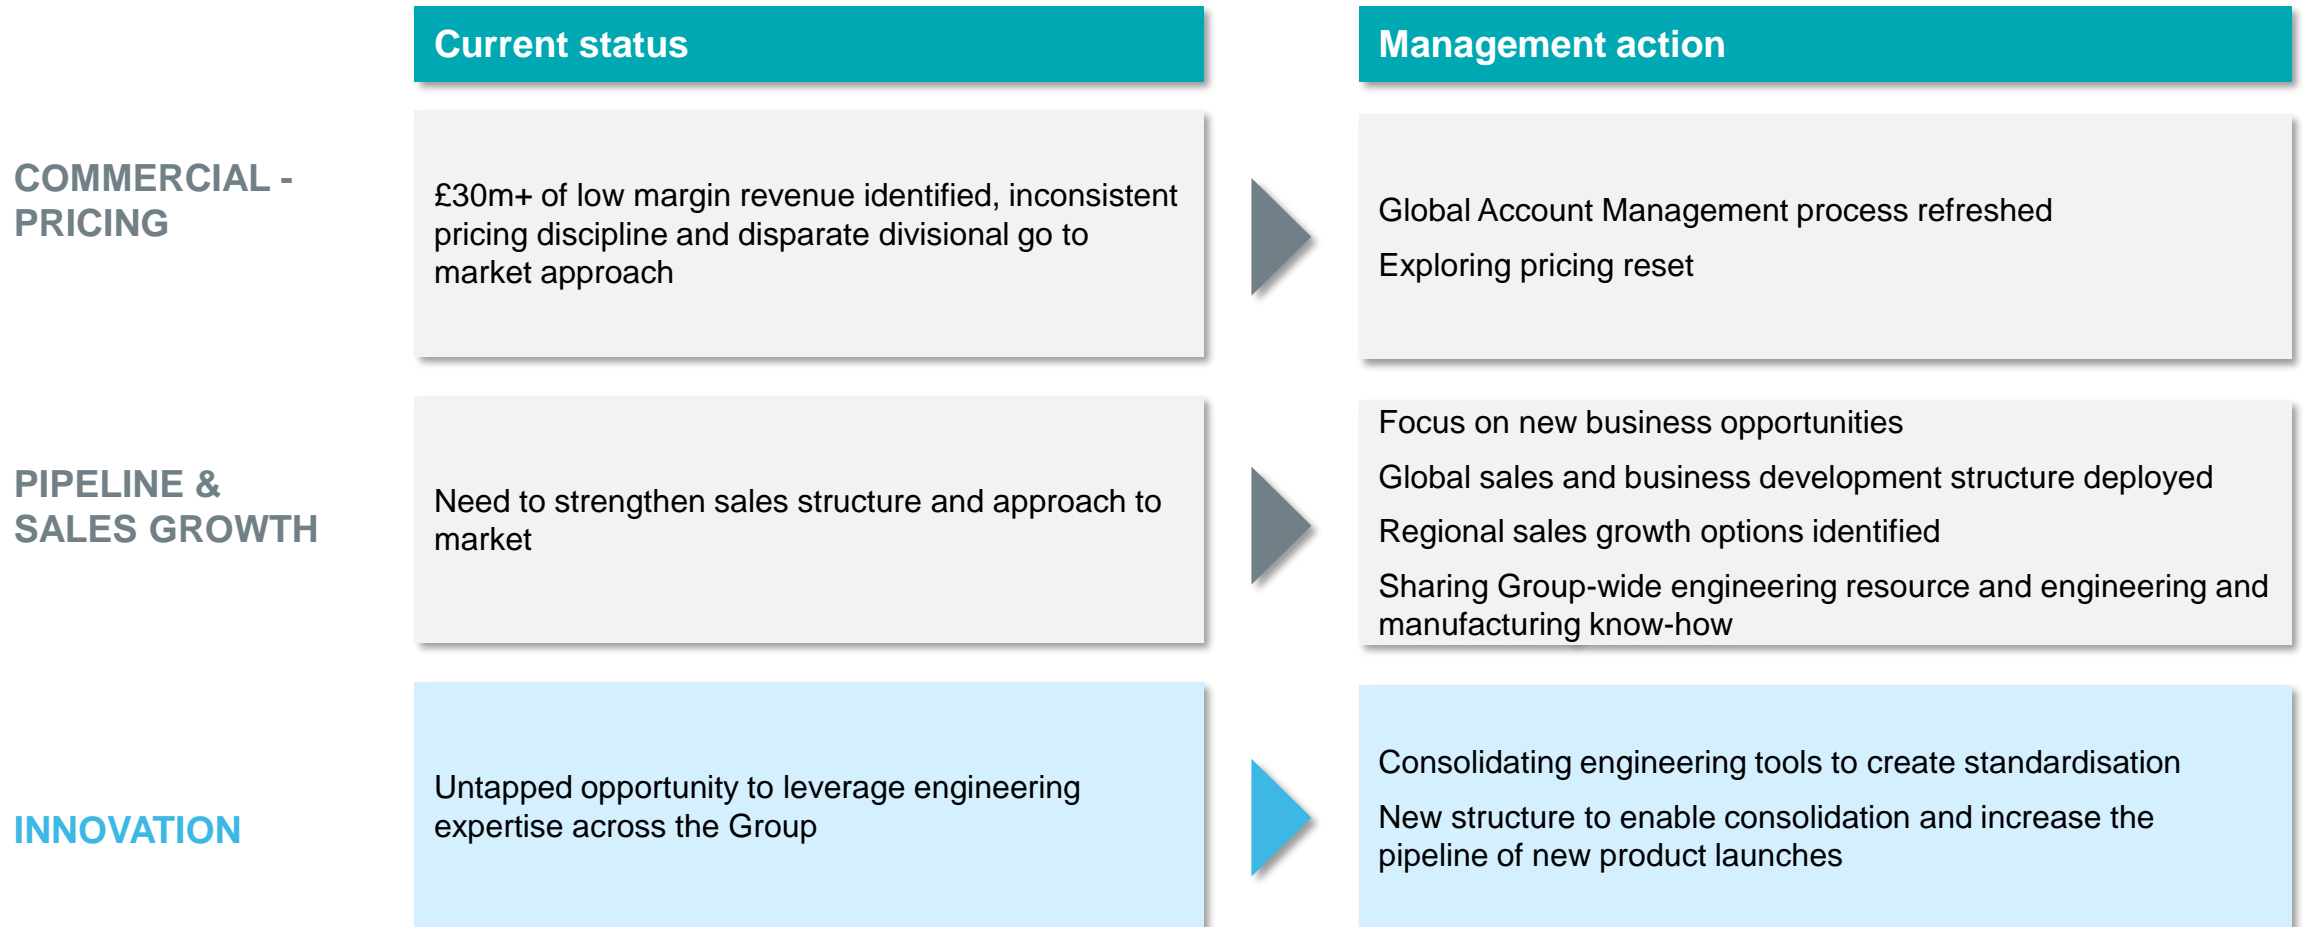 Current status
Management action
COMMERCIAL -
PRICING
£30m+ of low margin revenue identified, inconsistent
pricing discipline and disparate divisional go to
market approach
Global Account Management process refreshed
Exploring pricing reset
PIPELINE &
SALES GROWTH
Need to strengthen sales structure and approach to
market
Focus on new business opportunities
Global sales and business development structure deployed
Regional sales growth options identified
Sharing Group-wide engineering resource and engineering and
manufacturing know-how
INNOVATION
Untapped opportunity to leverage engineering
expertise across the Group
Consolidating engineering tools to create standardisation
New structure to enable consolidation and increase the
pipeline of new product launches